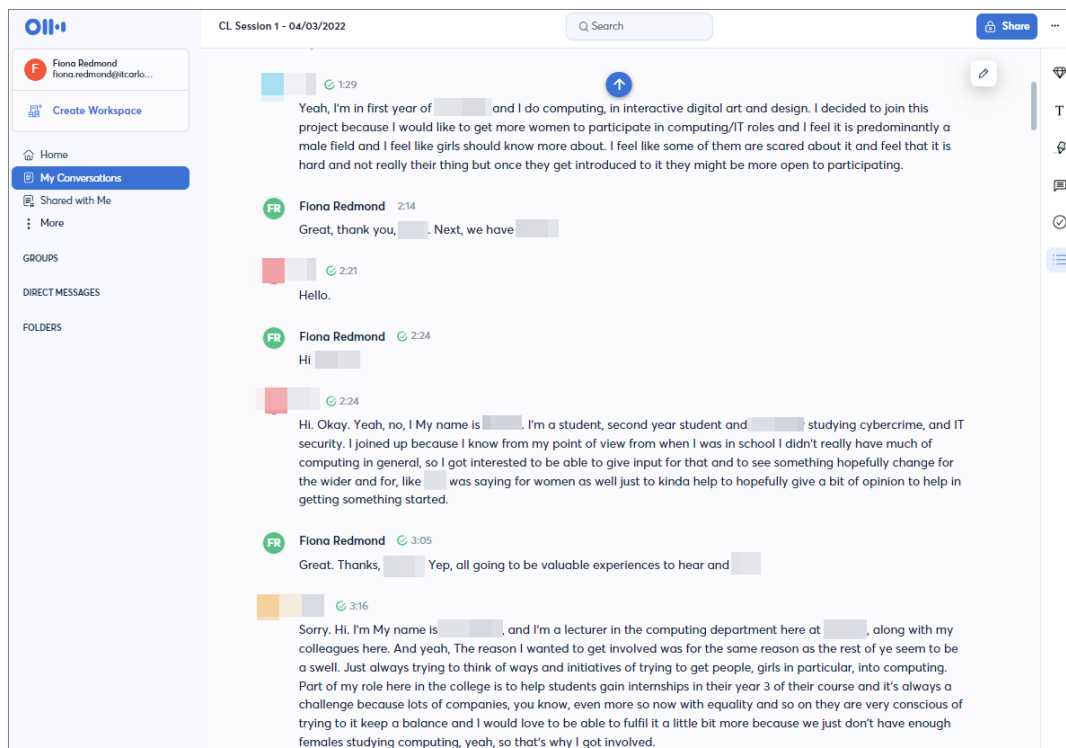 CL Session 1 - 04/03/2022
Search
Share
F
Fiona Redmond
fiona.redmond@itcarlo...
Create Workspace
Home
My Conversations
Shared with Me
More
GROUPS
DIRECT MESSAGES
FOLDERS
1:29
Yeah, I'm in first year of and I do computing, in interactive digital art and design. I decided to join this
project because I would like to get more women to participate in computing/IT roles and I feel it is predominantly a
male field and I feel like girls should know more about. I feel like some of them are scared about it and feel that it is
hard and not really their thing but once they get introduced to it they might be more open to participating.
FR
Fiona Redmond 2:14
Great, thank you, . Next, we have
2:21
Hello.
FR
Fiona Redmond 2:24
Hi
2:24
Hi. Okay. Yeah, no, I My name is . I'm a student, second year student and studying cybercrime, and IT
security. I joined up because I know from my point of view from when I was in school I didn't really have much of
computing in general, so I got interested to be able to give input for that and to see something hopefully change for
the wider and for, like was saying for women as well just to kinda help to hopefully give a bit of opinion to help in
getting something started.
FR
Fiona Redmond 3:05
Great. Thanks, Yep, all going to be valuable experiences to hear and
3:16
Sorry. Hi. I'm My name is , and I'm a lecturer in the computing department here at , along with my
colleagues here. And yeah, The reason I wanted to get involved was for the same reason as the rest of ye seem to be
a swell. Just always trying to think of ways and initiatives of trying to get people, girls in particular, into computing.
Part of my role here in the college is to help students gain internships in their year 3 of their course and it's always a
challenge because lots of companies, you know, even more so now with equality and so on they are very conscious of
trying to it keep a balance and I would love to be able to fulfil it a little bit more because we just don't have enough
females studying computing, yeah, so that's why I got involved.
T